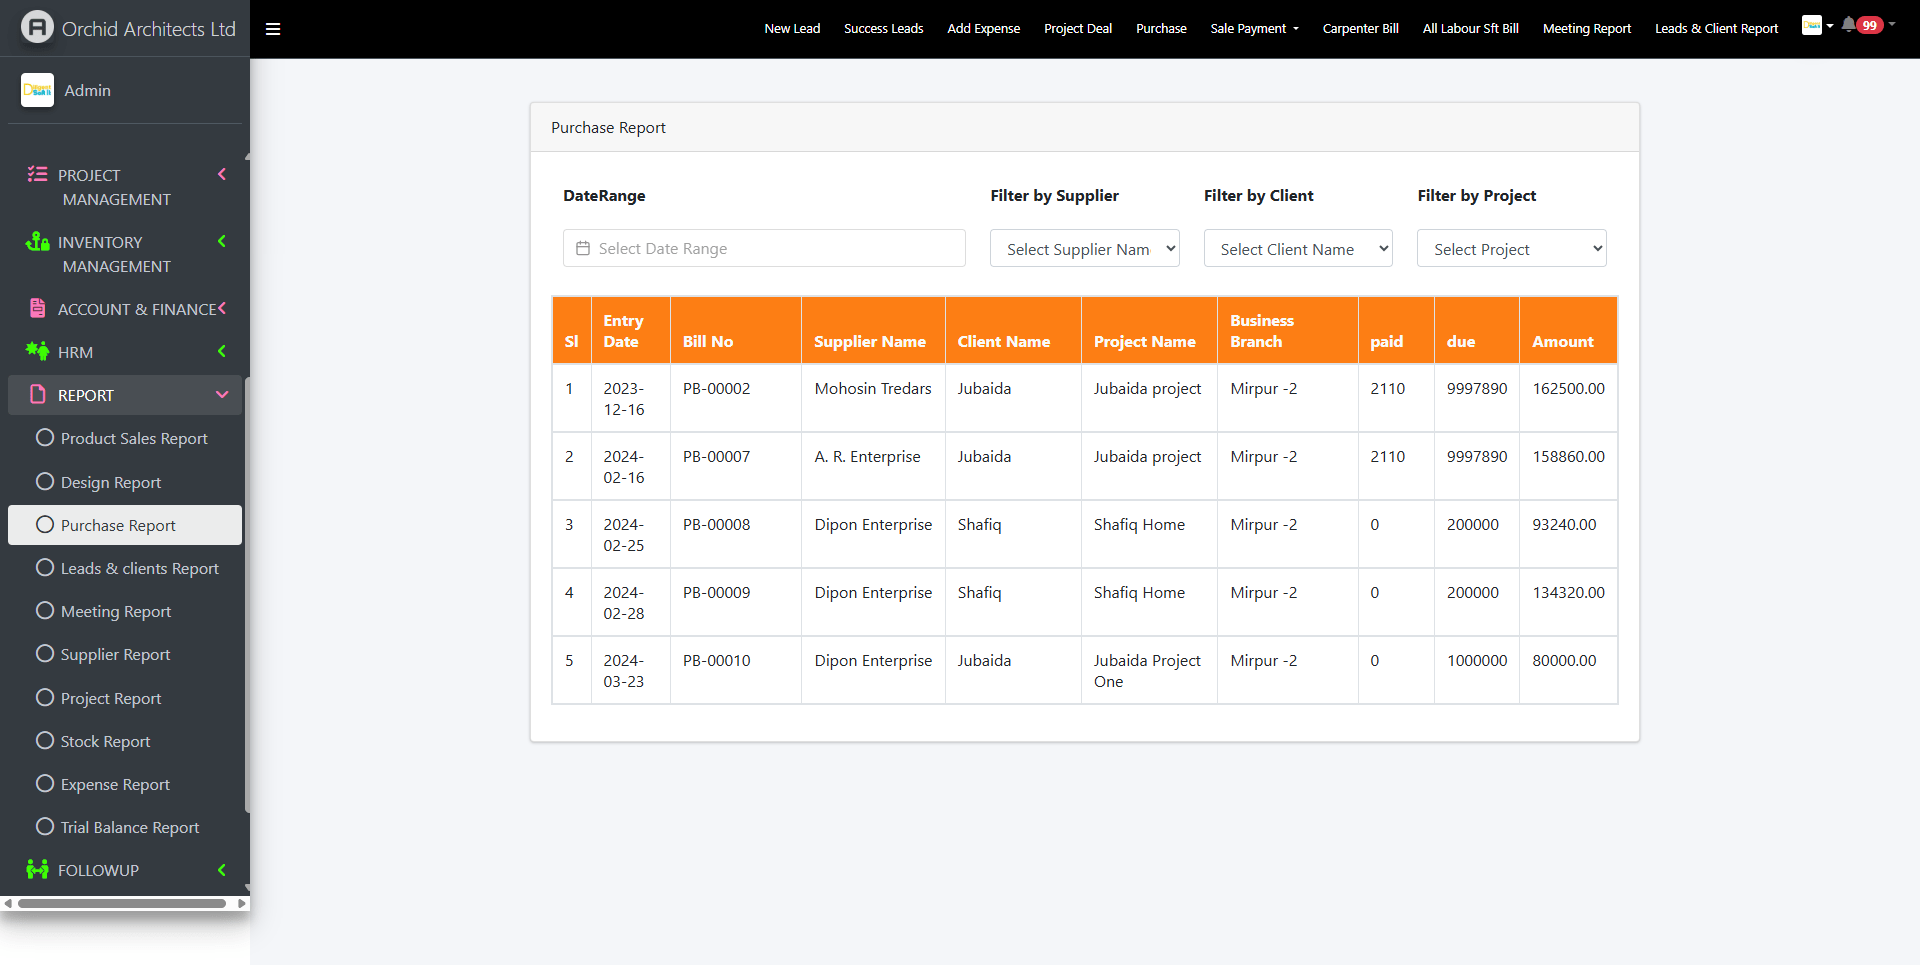 Orchid Architects Ltd
New Lead Success Leads Add Expense Project Deal Purchase Sale Payment Carpenter Bill All Labour Sft Bill Meeting Report Leads & Client Report 99
Admin
PROJECT
MANAGEMENT
INVENTORY
MANAGEMENT
ACCOUNT & FINANCE
HRM
REPORT
Product Sales Report
Design Report
Purchase Report
Leads & clients Report
Meeting Report
Supplier Report
Project Report
Stock Report
Expense Report
Trial Balance Report
FOLLOWUP
Purchase Report
DateRange Filter by Supplier Filter by Client Filter by Project
Select Date Range Select Supplier Nam Select Client Name Select Project
Sl Entry Date Bill No Supplier Name Client Name Project Name Business Branch paid due Amount
1 2023-12-16 PB-00002 Mohosin Tredars Jubaida Jubaida project Mirpur -2 2110 9997890 162500.00
2 2024-02-16 PB-00007 A. R. Enterprise Jubaida Jubaida project Mirpur -2 2110 9997890 158860.00
3 2024-02-25 PB-00008 Dipon Enterprise Shafiq Shafiq Home Mirpur -2 0 200000 93240.00
4 2024-02-28 PB-00009 Dipon Enterprise Shafiq Shafiq Home Mirpur -2 0 200000 134320.00
5 2024-03-23 PB-00010 Dipon Enterprise Jubaida Jubaida Project One Mirpur -2 0 1000000 80000.00